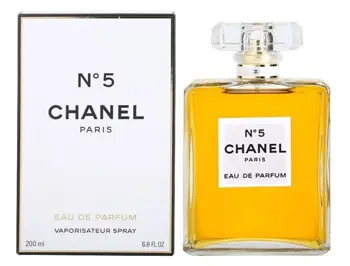 N°5
CHANEL
PARIS
EAU DE PARFUM
VAPORISATEUR SPRAY
200 ml 6.8 fl. oz
N°5
CHANEL
PARIS
EAU DE PARFUM